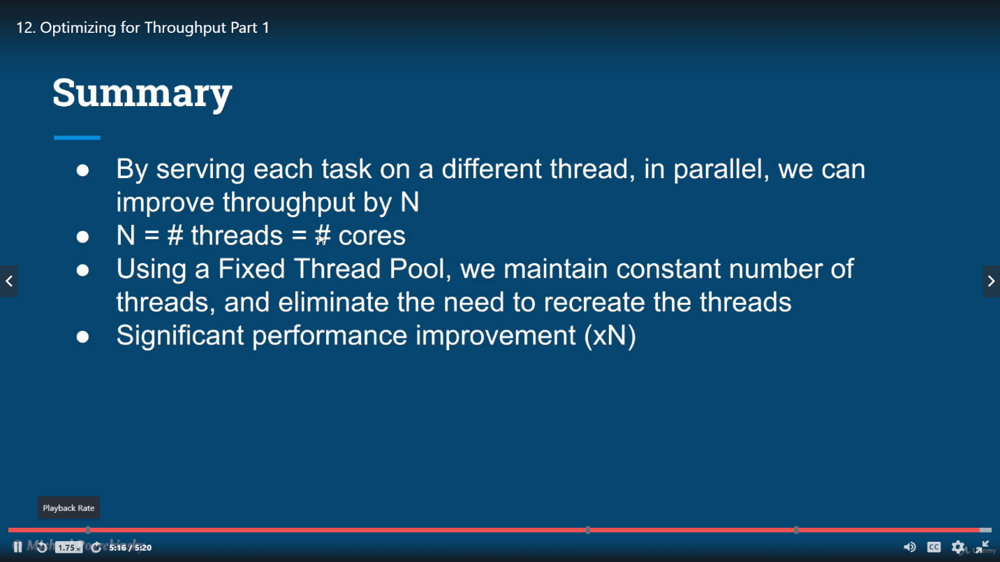 12. Optimizing for Throughput Part 1
Summary
● By serving each task on a different thread, in parallel, we can
improve throughput by N
● N = # threads = # cores
● Using a Fixed Thread Pool, we maintain constant number of
threads, and eliminate the need to recreate the threads
● Significant performance improvement (xN)
Playback Rate
1.75x 5:16 / 5:20 CC
Udemy